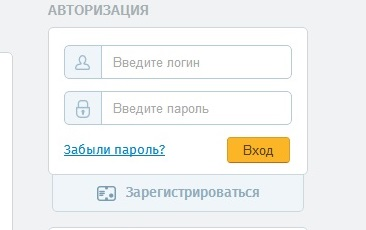 АВТОРИЗАЦИЯ
Введите логин
Введите пароль
Забыли пароль? Вход
Зарегистрироваться